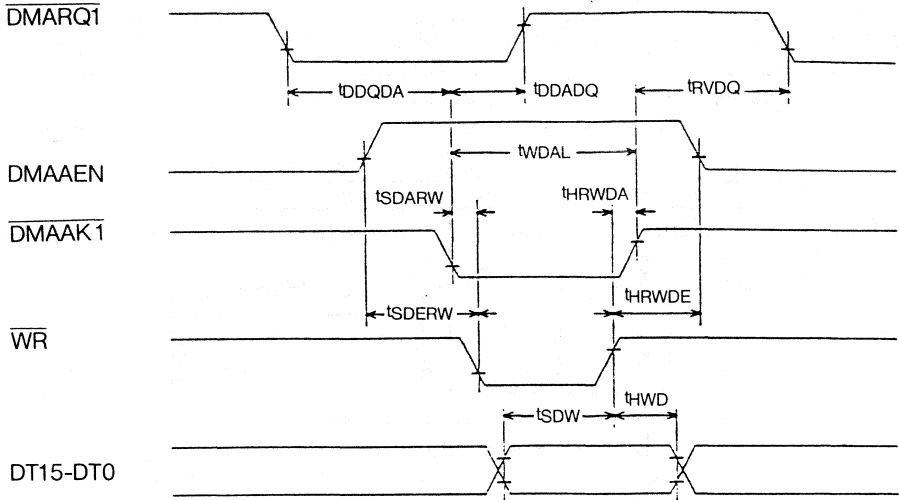 DMARQ1
tDDQDA
tDDADQ
tRVDQ
DMAAEN
tWDAL
tSDARW
tHRWDA
DMAAK1
tSDERW
tHRWDE
WR
tSDW
tHWD
DT15-DT0